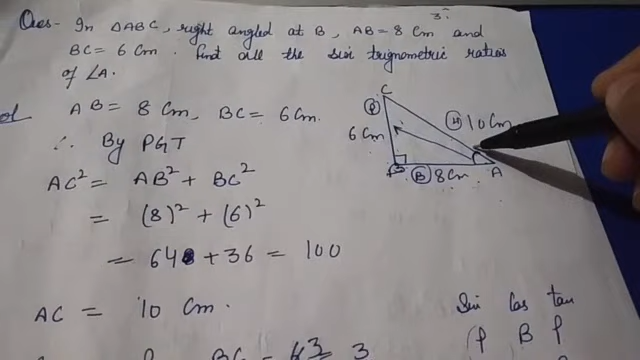 Ques- In ΔABC, right angled at B, AB = 8 Cm and
BC = 6 Cm. Find all the six trignometric ratios
of ∠A.
AB = 8 Cm, BC = 6 Cm.
∴ By PGT
AC² = AB² + BC²
= (8)² + (6)²
= 64 + 36 = 100
AC = 10 Cm.
C
P
6 Cm
H 10 Cm
B 8 Cm A
Sin Cos tan
P B P
BC = 3